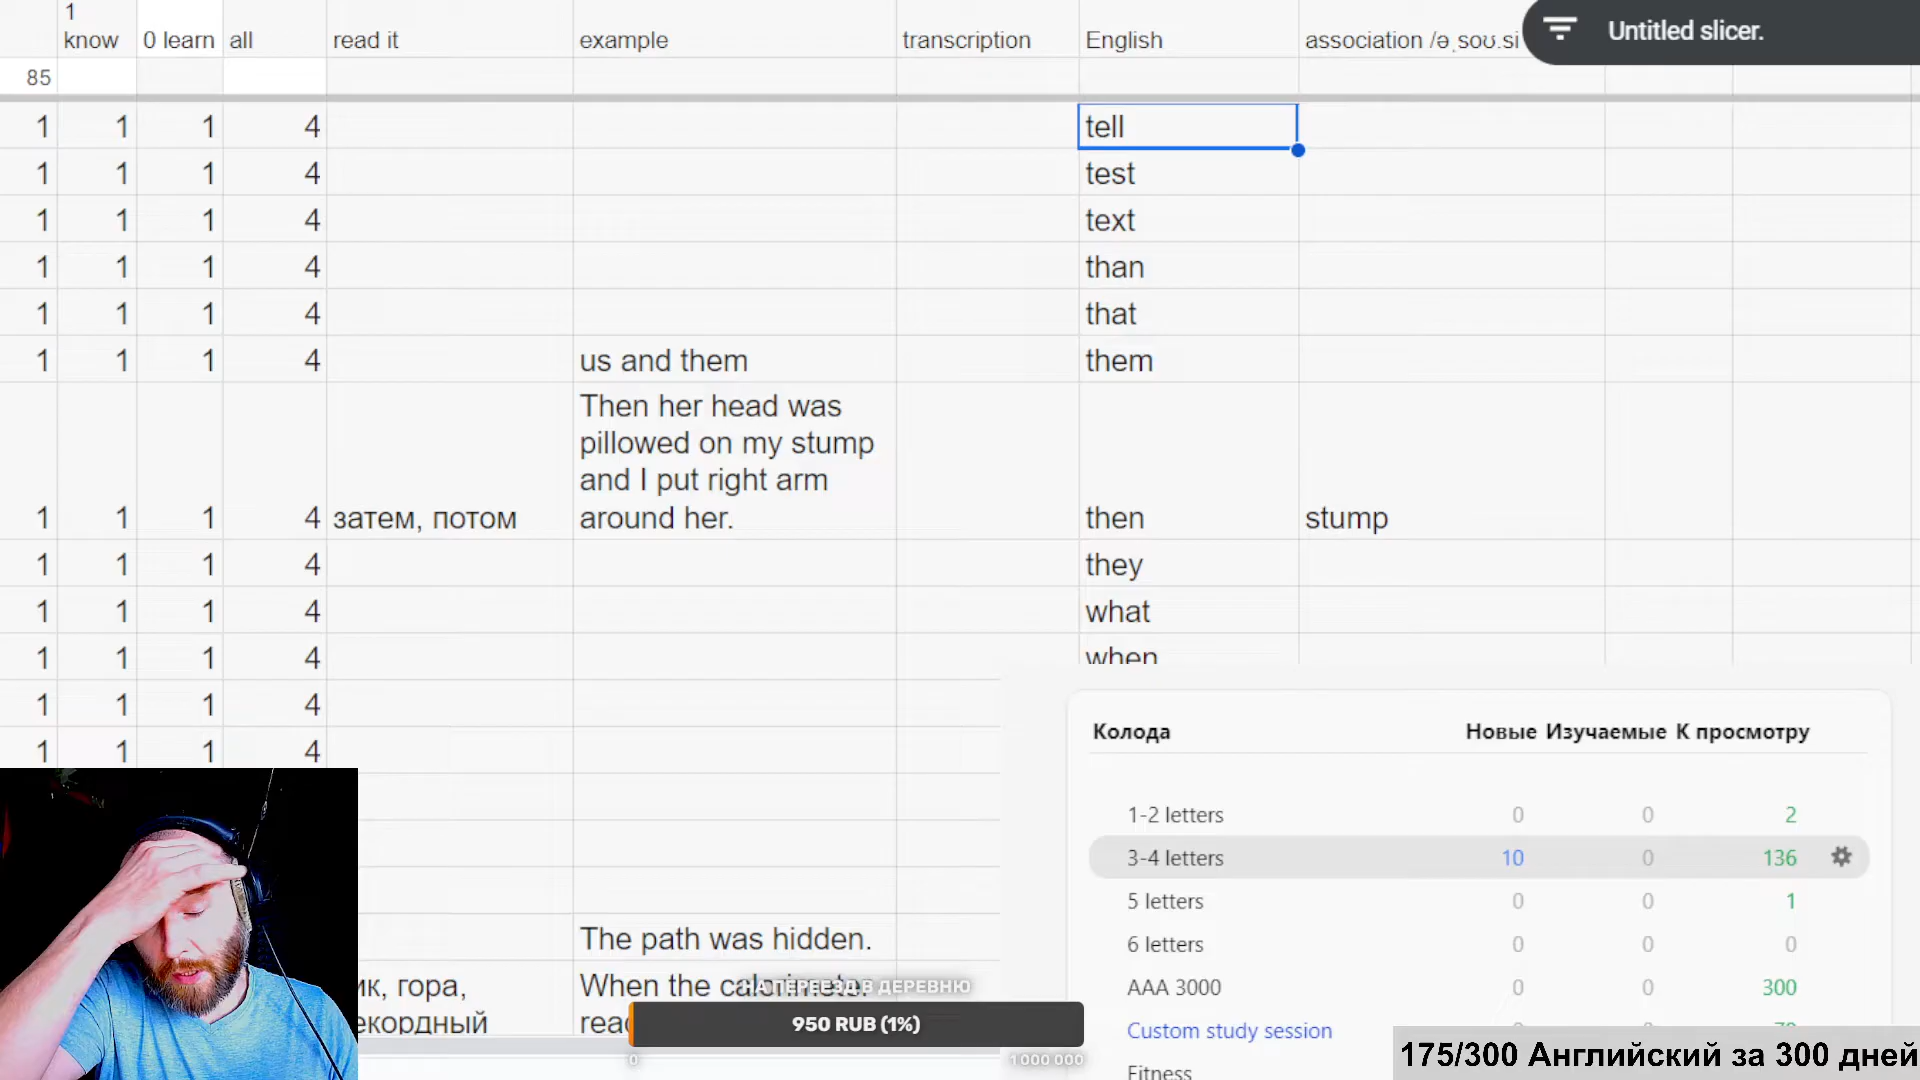 1
know 0 learn all read it example transcription English association /əˌsoʊ.si Untitled slicer.
85
1 1 1 4 tell
1 1 1 4 test
1 1 1 4 text
1 1 1 4 than
1 1 1 4 that
1 1 1 4 us and them them
Then her head was
pillowed on my stump
and I put right arm
1 1 1 4 затем, потом around her. then stump
1 1 1 4 they
1 1 1 4 what
1 1 1 4 when
1 1 1 4
1 1 1 4
The path was hidden.
ик, гора, When the calorimeter
екордный reac
НА ПЕРЕЕЗД В ДЕРЕВНЮ
950 RUB (1%)
0 1 000 000
Колода Новые Изучаемые К просмотру
1-2 letters 0 0 2
3-4 letters 10 0 136
5 letters 0 0 1
6 letters 0 0 0
AAA 3000 0 0 300
Custom study session
Fitness
175/300 Английский за 300 дней